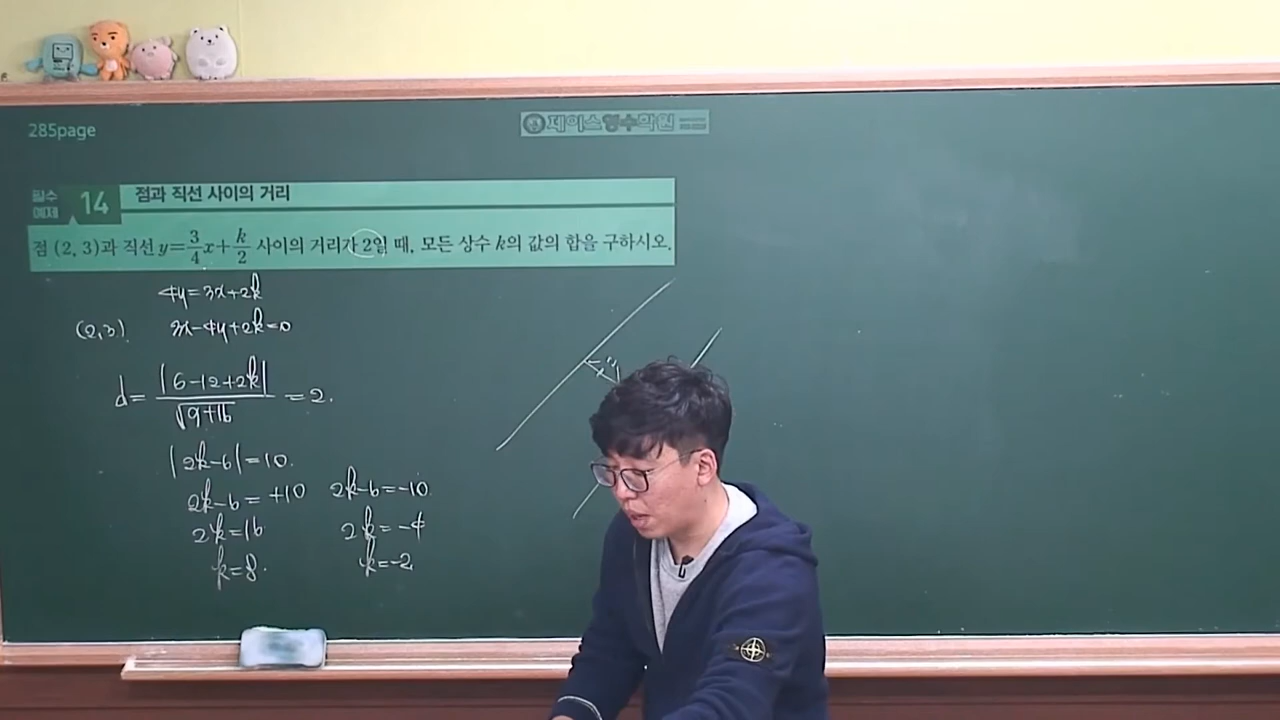 285page
제이스영수학원
필수 예제 14 점과 직선 사이의 거리
점 (2, 3)과 직선 y=3/4x+k/2 사이의 거리가 2일 때, 모든 상수 k의 값의 합을 구하시오.
4y=3x+2k
(2,3) 3x-4y+2k=0
d= |6-12+2k| / √9+16 = 2.
|2k-6|=10.
2k-6=+10 2k-6=-10
2k=16 2k=-4
k=8. k=-2